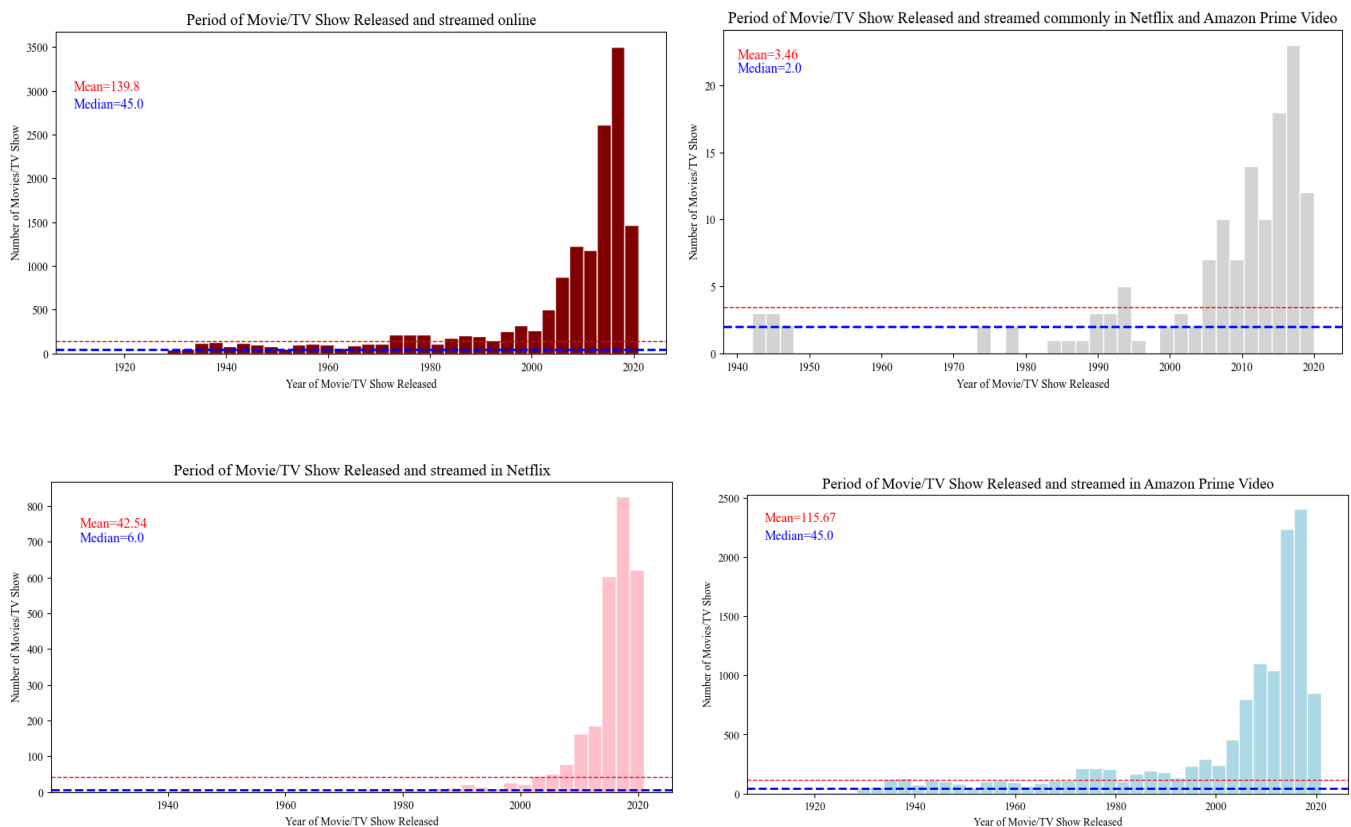 Period of Movie/TV Show Released and streamed online
Mean=139.8
Median=45.0
Number of Movies/TV Show
3500
3000
2500
2000
1500
1000
500
0
1920
1940
1960
1980
2000
2020
Year of Movie/TV Show Released
Period of Movie/TV Show Released and streamed commonly in Netflix and Amazon Prime Video
Mean=3.46
Median=2.0
Number of Movies/TV Show
20
15
10
5
0
1940
1950
1960
1970
1980
1990
2000
2010
2020
Year of Movie/TV Show Released
Period of Movie/TV Show Released and streamed in Netflix
Mean=42.54
Median=6.0
Number of Movies/TV Show
800
700
600
500
400
300
200
100
0
1940
1960
1980
2000
2020
Year of Movie/TV Show Released
Period of Movie/TV Show Released and streamed in Amazon Prime Video
Mean=115.67
Median=45.0
Number of Movies/TV Show
2500
2000
1500
1000
500
0
1920
1940
1960
1980
2000
2020
Year of Movie/TV Show Released